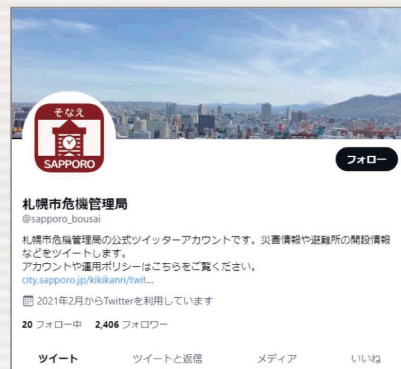 そなえ
SAPPORO
フォロー
札幌市危機管理局
@sapporo_bousai
札幌市危機管理局の公式ツイッターアカウントです。災害情報や避難所の開設情報
などをツイートします。
アカウントや運用ポリシーはこちらをご覧ください。
city.sapporo.jp/kikikanri/twit...
2021年2月からTwitterを利用しています
20 フォロー中 2,406 フォロワー
ツイート ツイートと返信 メディア いいね